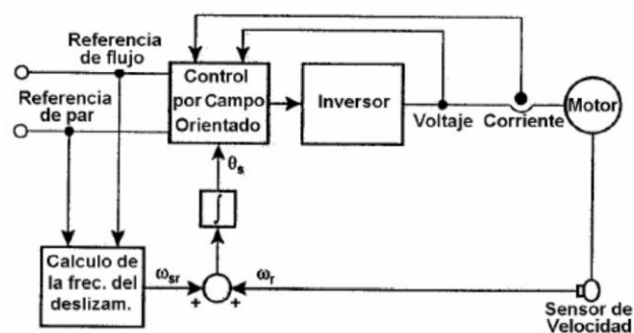 Referencia
de flujo
Referencia
de par
Control
por Campo
Orientado
Inversor
Voltaje
Corriente
Motor
θs
∫
Calculo de
la frec. del
deslizam.
ωsr
+
+
ωr
Sensor de
Velocidad